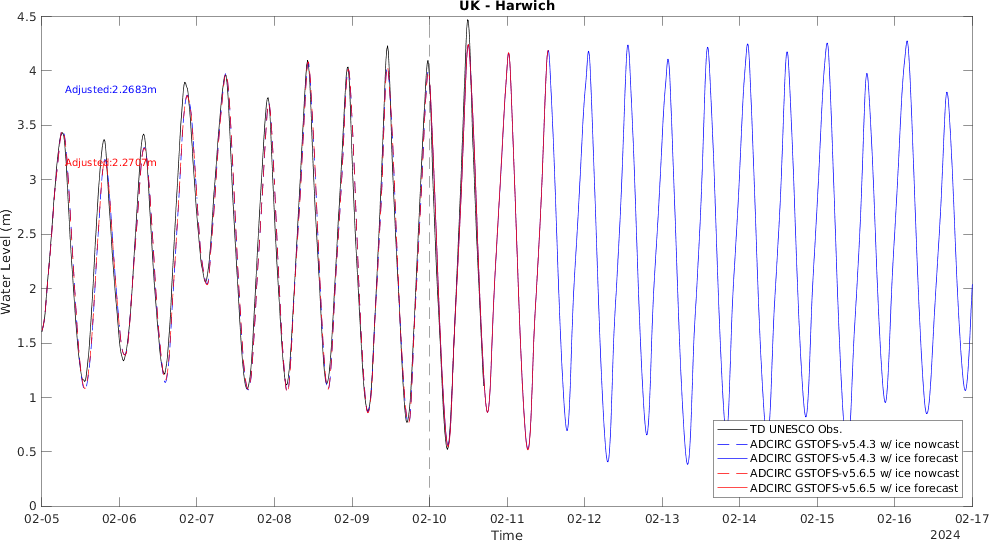 UK - Harwich
4.5
4
3.5
3
2.5
2
1.5
1
0.5
0
Water Level (m)
Adjusted:2.2683m
Adjusted:2.2707m
TD UNESCO Obs.
ADCIRC GSTOFS-v5.4.3 w/ ice nowcast
ADCIRC GSTOFS-v5.4.3 w/ ice forecast
ADCIRC GSTOFS-v5.6.5 w/ ice nowcast
ADCIRC GSTOFS-v5.6.5 w/ ice forecast
02-05 02-06 02-07 02-08 02-09 02-10 02-11 02-12 02-13 02-14 02-15 02-16 02-17
Time
2024